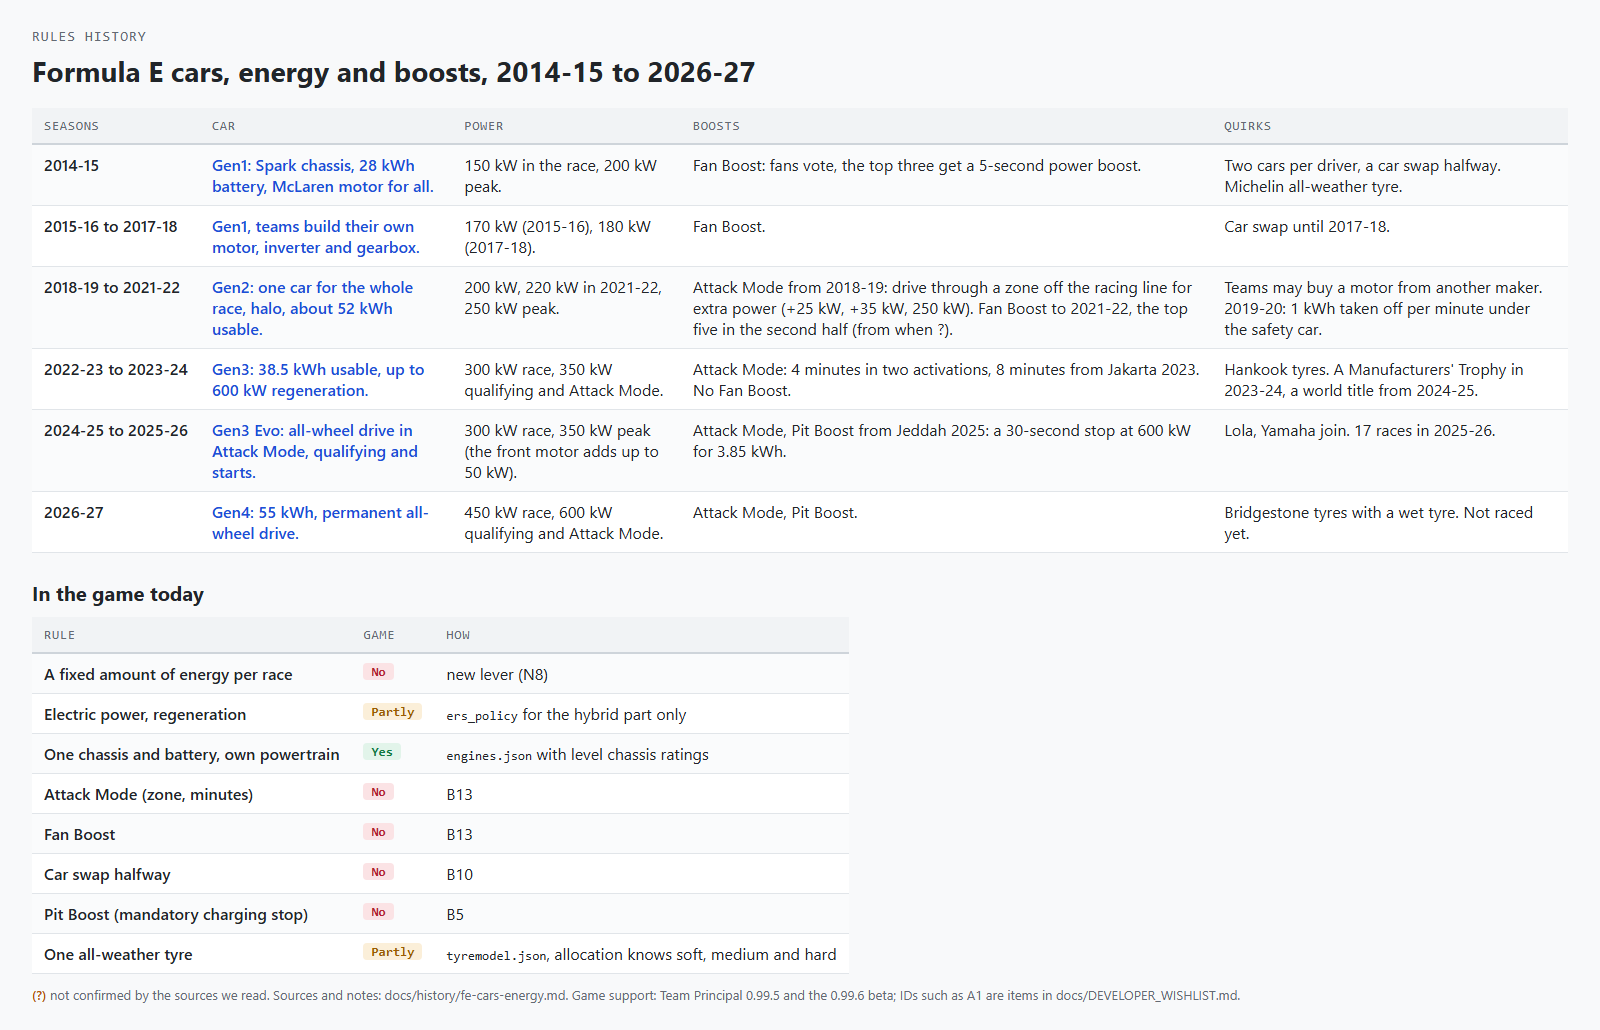 RULES HISTORY
Formula E cars, energy and boosts, 2014-15 to 2026-27
SEASONS CAR POWER BOOSTS QUIRKS
2014-15 Gen1: Spark chassis, 28 kWh 150 kW in the race, 200 kW Fan Boost: fans vote, the top three get a 5-second power boost. Two cars per driver, a car swap halfway.
battery, McLaren motor for all. peak. Michelin all-weather tyre.
2015-16 to 2017-18 Gen1, teams build their own 170 kW (2015-16), 180 kW Fan Boost. Car swap until 2017-18.
motor, inverter and gearbox. (2017-18).
2018-19 to 2021-22 Gen2: one car for the whole 200 kW, 220 kW in 2021-22, Attack Mode from 2018-19: drive through a zone off the racing line for Teams may buy a motor from another maker.
race, halo, about 52 kWh 250 kW peak. extra power (+25 kW, +35 kW, 250 kW). Fan Boost to 2021-22, the top 2019-20: 1 kWh taken off per minute under
usable. five in the second half (from when ?). the safety car.
2022-23 to 2023-24 Gen3: 38.5 kWh usable, up to 300 kW race, 350 kW Attack Mode: 4 minutes in two activations, 8 minutes from Jakarta 2023. Hankook tyres. A Manufacturers' Trophy in
600 kW regeneration. qualifying and Attack Mode. No Fan Boost. 2023-24, a world title from 2024-25.
2024-25 to 2025-26 Gen3 Evo: all-wheel drive in 300 kW race, 350 kW peak Attack Mode, Pit Boost from Jeddah 2025: a 30-second stop at 600 kW Lola, Yamaha join. 17 races in 2025-26.
Attack Mode, qualifying and (the front motor adds up to for 3.85 kWh.
starts. 50 kW).
2026-27 Gen4: 55 kWh, permanent all- 450 kW race, 600 kW Attack Mode, Pit Boost. Bridgestone tyres with a wet tyre. Not raced
wheel drive. qualifying and Attack Mode. yet.
In the game today
RULE GAME HOW
A fixed amount of energy per race No new lever (N8)
Electric power, regeneration Partly ers_policy for the hybrid part only
One chassis and battery, own powertrain Yes engines.json with level chassis ratings
Attack Mode (zone, minutes) No B13
Fan Boost No B13
Car swap halfway No B10
Pit Boost (mandatory charging stop) No B5
One all-weather tyre Partly tyremodel.json, allocation knows soft, medium and hard
(?) not confirmed by the sources we read. Sources and notes: docs/history/fe-cars-energy.md. Game support: Team Principal 0.99.5 and the 0.99.6 beta; IDs such as A1 are items in docs/DEVELOPER_WISHLIST.md.